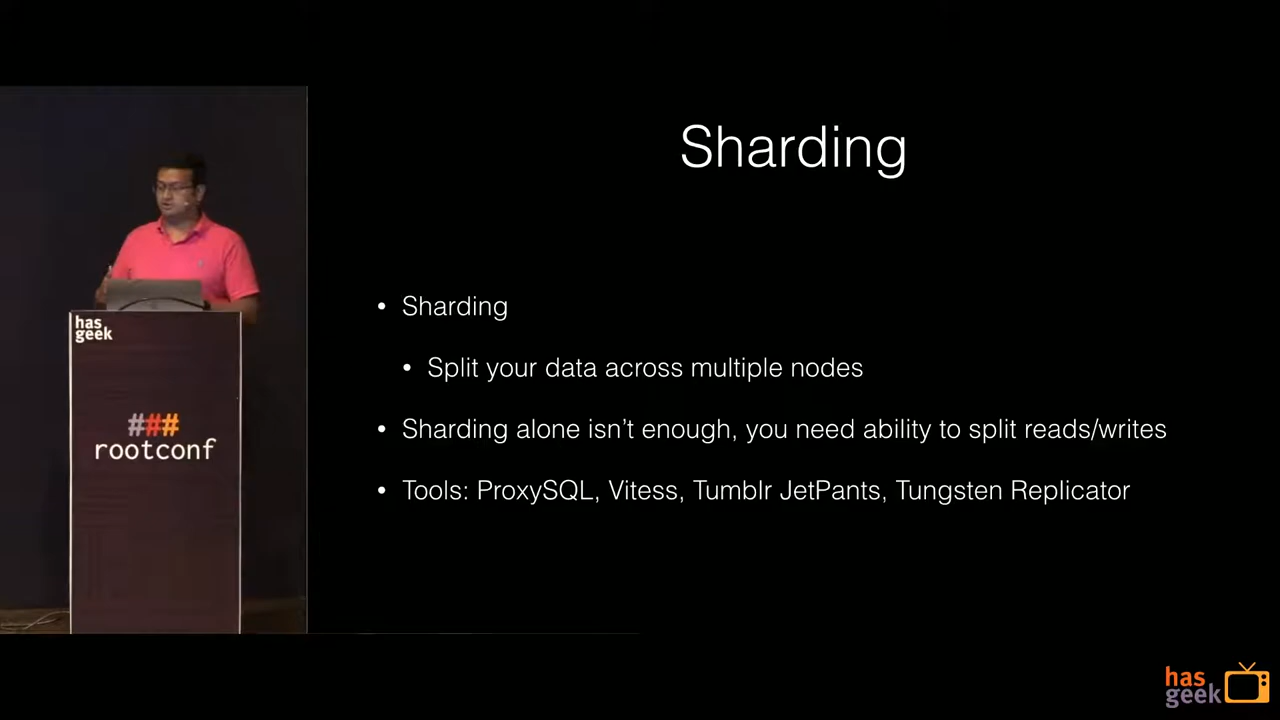 Sharding
• Sharding
• Split your data across multiple nodes
• Sharding alone isn’t enough, you need ability to split reads/writes
• Tools: ProxySQL, Vitess, Tumblr JetPants, Tungsten Replicator
has
geek
###
rootconf
has
geek